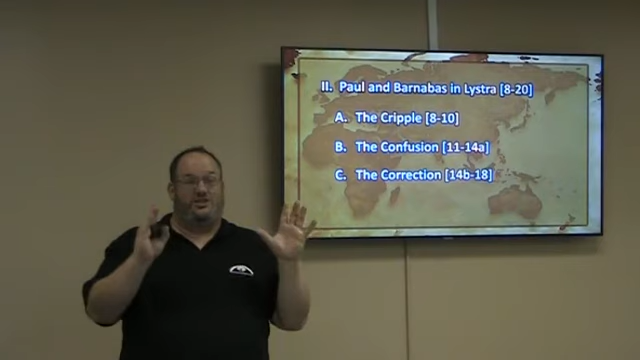 II. Paul and Barnabas in Lystra [8-20]
A. The Cripple [8-10]
B. The Confusion [11-14a]
C. The Correction [14b-18]